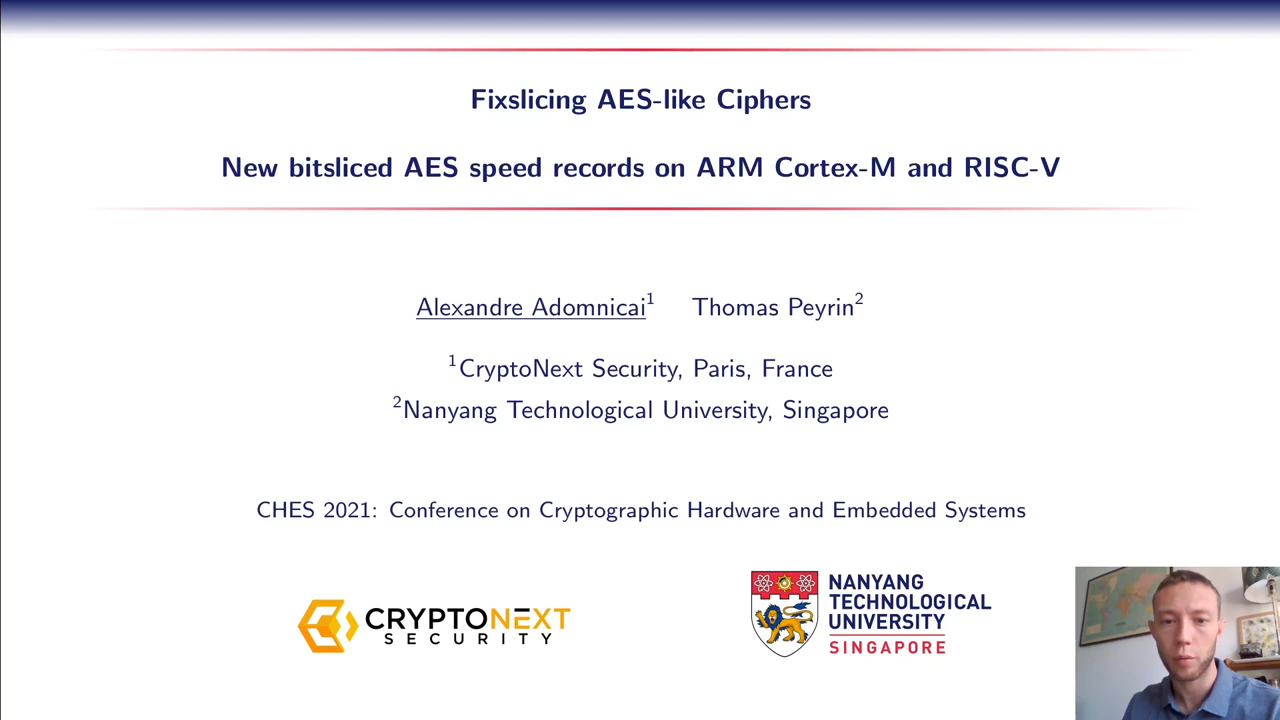 Fixslicing AES-like Ciphers
New bitsliced AES speed records on ARM Cortex-M and RISC-V
Alexandre Adomnicai¹ Thomas Peyrin²
¹CryptoNext Security, Paris, France
²Nanyang Technological University, Singapore
CHES 2021: Conference on Cryptographic Hardware and Embedded Systems
CRYPTONEXT
SECURITY
NANYANG
TECHNOLOGICAL
UNIVERSITY
SINGAPORE